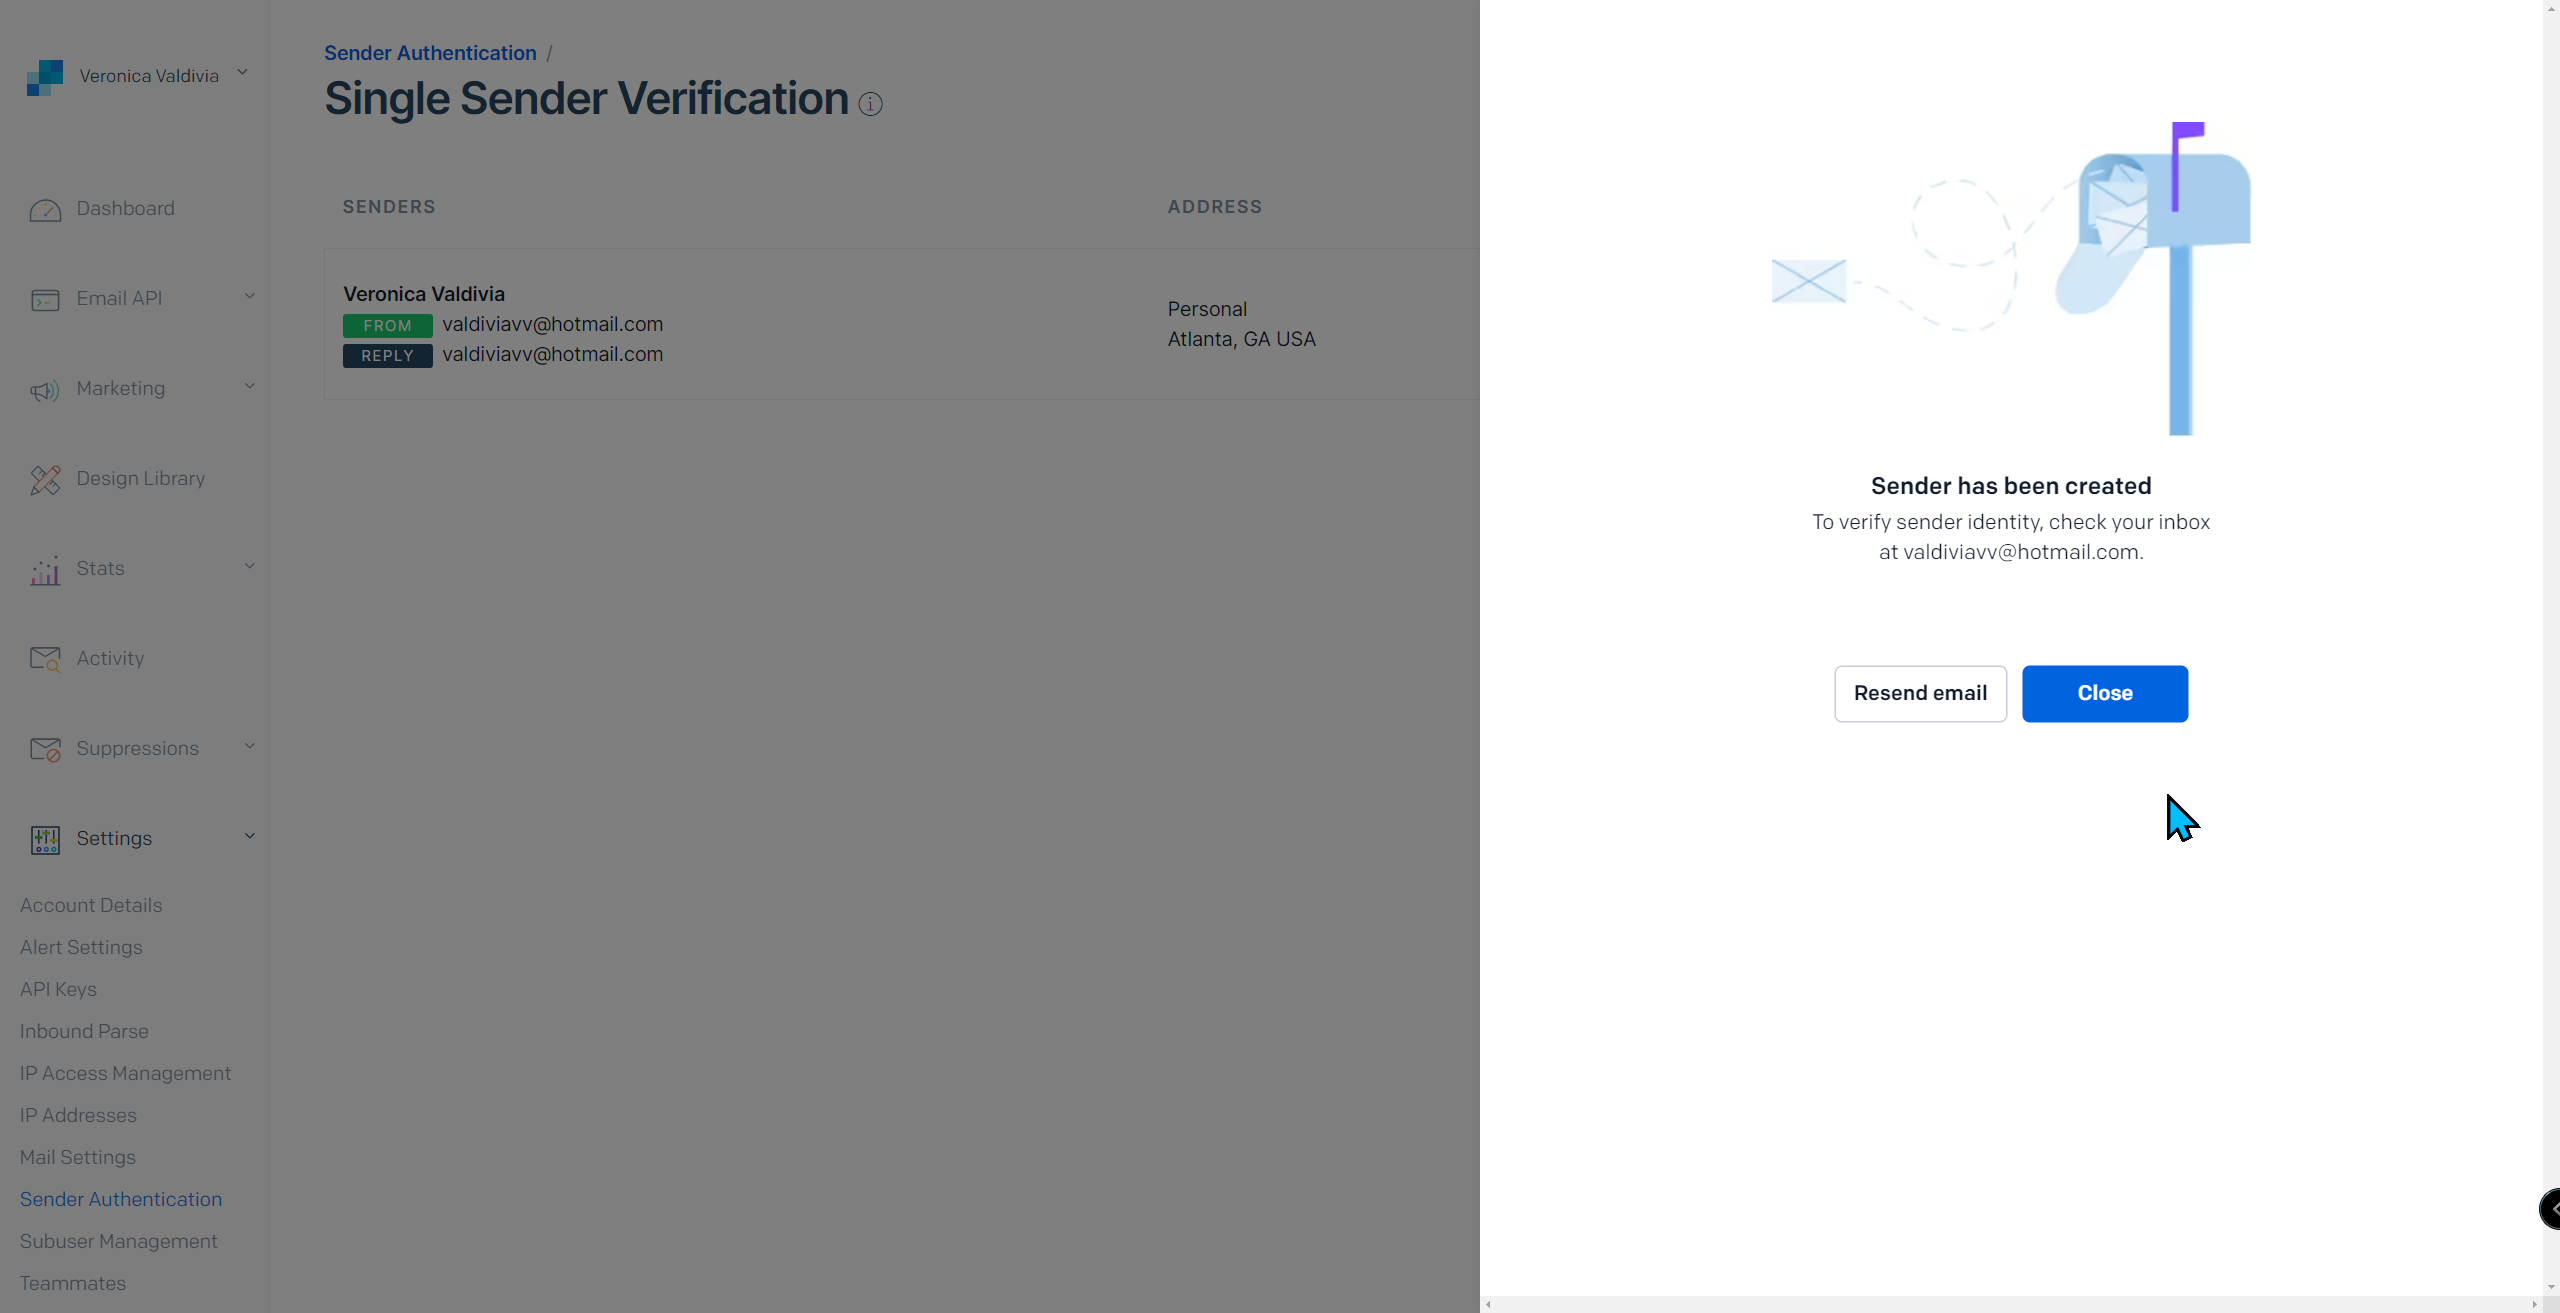 Veronica Valdivia
Dashboard
Email API
Marketing
Design Library
Stats
Activity
Suppressions
Settings
Account Details
Alert Settings
API Keys
Inbound Parse
IP Access Management
IP Addresses
Mail Settings
Sender Authentication
Subuser Management
Teammates
Sender Authentication /
Single Sender Verification
SENDERS ADDRESS
Veronica Valdivia
FROM valdiviavv@hotmail.com
REPLY valdiviavv@hotmail.com
Personal
Atlanta, GA USA
Sender has been created
To verify sender identity, check your inbox
at valdiviavv@hotmail.com.
Resend email Close